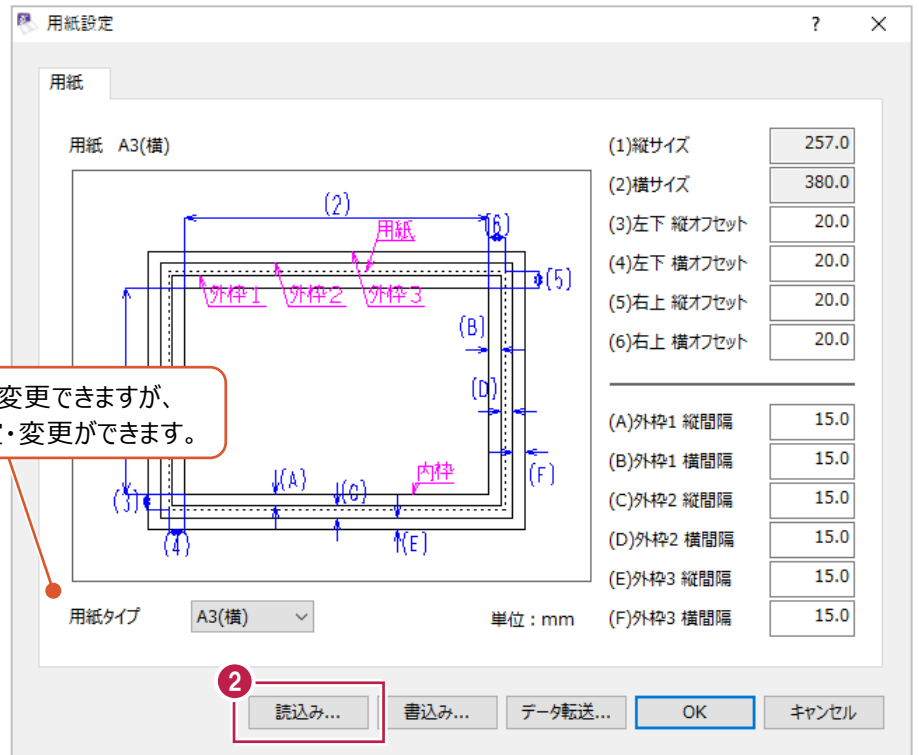 用紙設定
?
用紙
用紙 A3(横)
(1)縦サイズ 257.0
(2)横サイズ 380.0
(3)左下 縦オフセット 20.0
(4)左下 横オフセット 20.0
(5)右上 縦オフセット 20.0
(6)右上 横オフセット 20.0
(A)外枠1 縦間隔 15.0
(B)外枠1 横間隔 15.0
(C)外枠2 縦間隔 15.0
(D)外枠2 横間隔 15.0
(E)外枠3 縦間隔 15.0
(F)外枠3 横間隔 15.0
(2)
用紙
(6)
(5)
外枠1 外枠2 外枠3
(B)
(D)
(F)
内枠
(A)
(C)
(3)
(4)
(E)
変更できますが、
・変更ができます。
用紙タイプ A3(横)
単位:mm
2
読込み... 書込み... データ転送... OK キャンセル